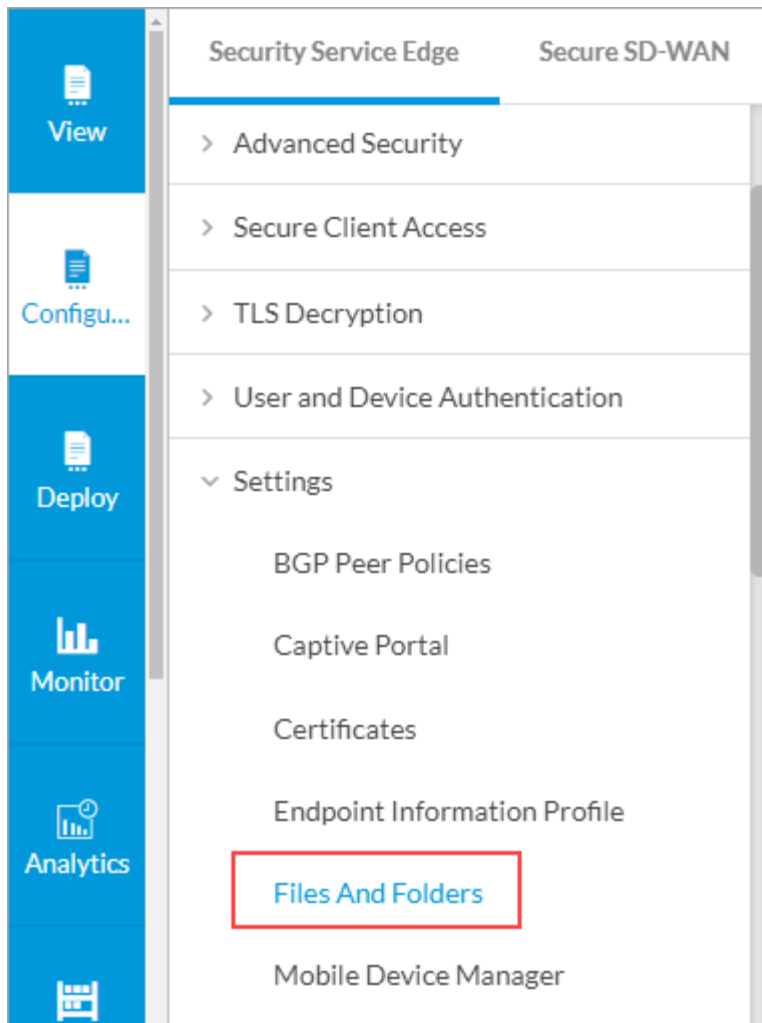 View
Configu...
Deploy
Monitor
Analytics
Security Service Edge
Secure SD-WAN
Advanced Security
Secure Client Access
TLS Decryption
User and Device Authentication
Settings
BGP Peer Policies
Captive Portal
Certificates
Endpoint Information Profile
Files And Folders
Mobile Device Manager